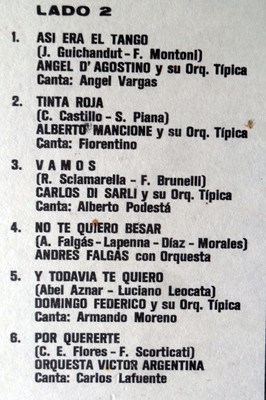 LADO 2
1. ASI ERA EL TANGO
(J. Guichandut - F. Montoni)
ANGEL D'AGOSTINO y su Orq. Típica
Canta: Angel Vargas
2. TINTA ROJA
(C. Castillo - S. Piana)
ALBERTO MANCIONE y su Orq. Típica
Canta: Fiorentino
3. VAMOS
(R. Sciamarella - F. Brunelli)
CARLOS DI SARLI y su Orq. Típica
Canta: Alberto Podestá
4. NO TE QUIERO BESAR
(A. Falgás - Lapenna - Díaz - Morales)
ANDRES FALGAS con Orquesta
5. Y TODAVIA TE QUIERO
(Abel Aznar - Luciano Leocata)
DOMINGO FEDERICO y su Orq. Típica
Canta: Armando Moreno
6. POR QUERERTE
(C. E. Flores - F. Scorticati)
ORQUESTA VICTOR ARGENTINA
Canta: Carlos Lafuente